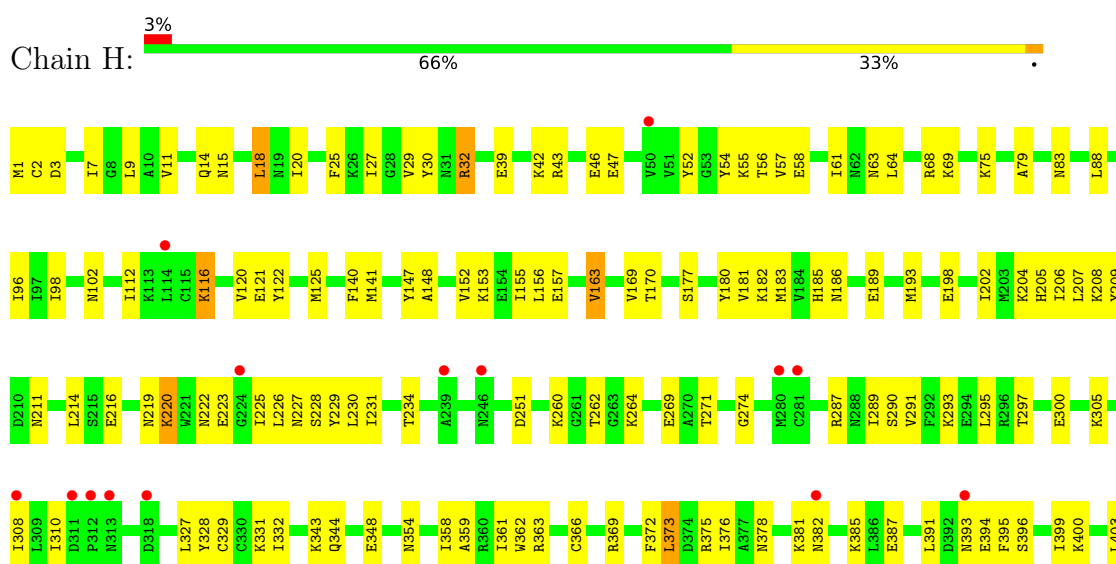 3%
Chain H:
66% 33% •
M1 C2 D3 I7 G8 L9 A10 V11 Q14 N15 L18 N19 I20 F25 K26 I27 G28 V29 Y30 N31 R32 E39 K42 R43 E46 E47 V50 V51 Y52 G53 Y54 K55 T56 V57 E58 I61 N62 N63 L64 R68 K69 K75 A79 N83 L88
I96 I97 I98 N102 I112 K113 L114 C115 K116 V120 E121 Y122 M125 F140 M141 Y147 A148 V152 K153 E154 I155 L156 E157 V163 V169 T170 S177 Y180 V181 K182 M183 V184 H185 N186 E189 M193 E198 I202 M203 K204 H205 I206 L207 K208
D210 N211 L214 S215 E216 N219 K220 W221 N222 E223 G224 I225 L226 N227 S228 Y229 L230 I231 T234 A239 N246 D251 K260 G261 T262 G263 K264 E269 A270 T271 G274 M280 C281 R287 N288 I289 S290 V291 F292 K293 E294 L295 R296 T297 E300 K305
I308 L309 I310 D311 P312 N313 D318 L327 Y328 C329 C330 K331 I332 K343 Q344 E348 N354 I358 A359 R360 I361 W362 R363 C366 R369 F372 L373 D374 R375 I376 A377 N378 K381 N382 K385 L386 E387 L391 D392 N393 E394 F395 S396 I399 K400